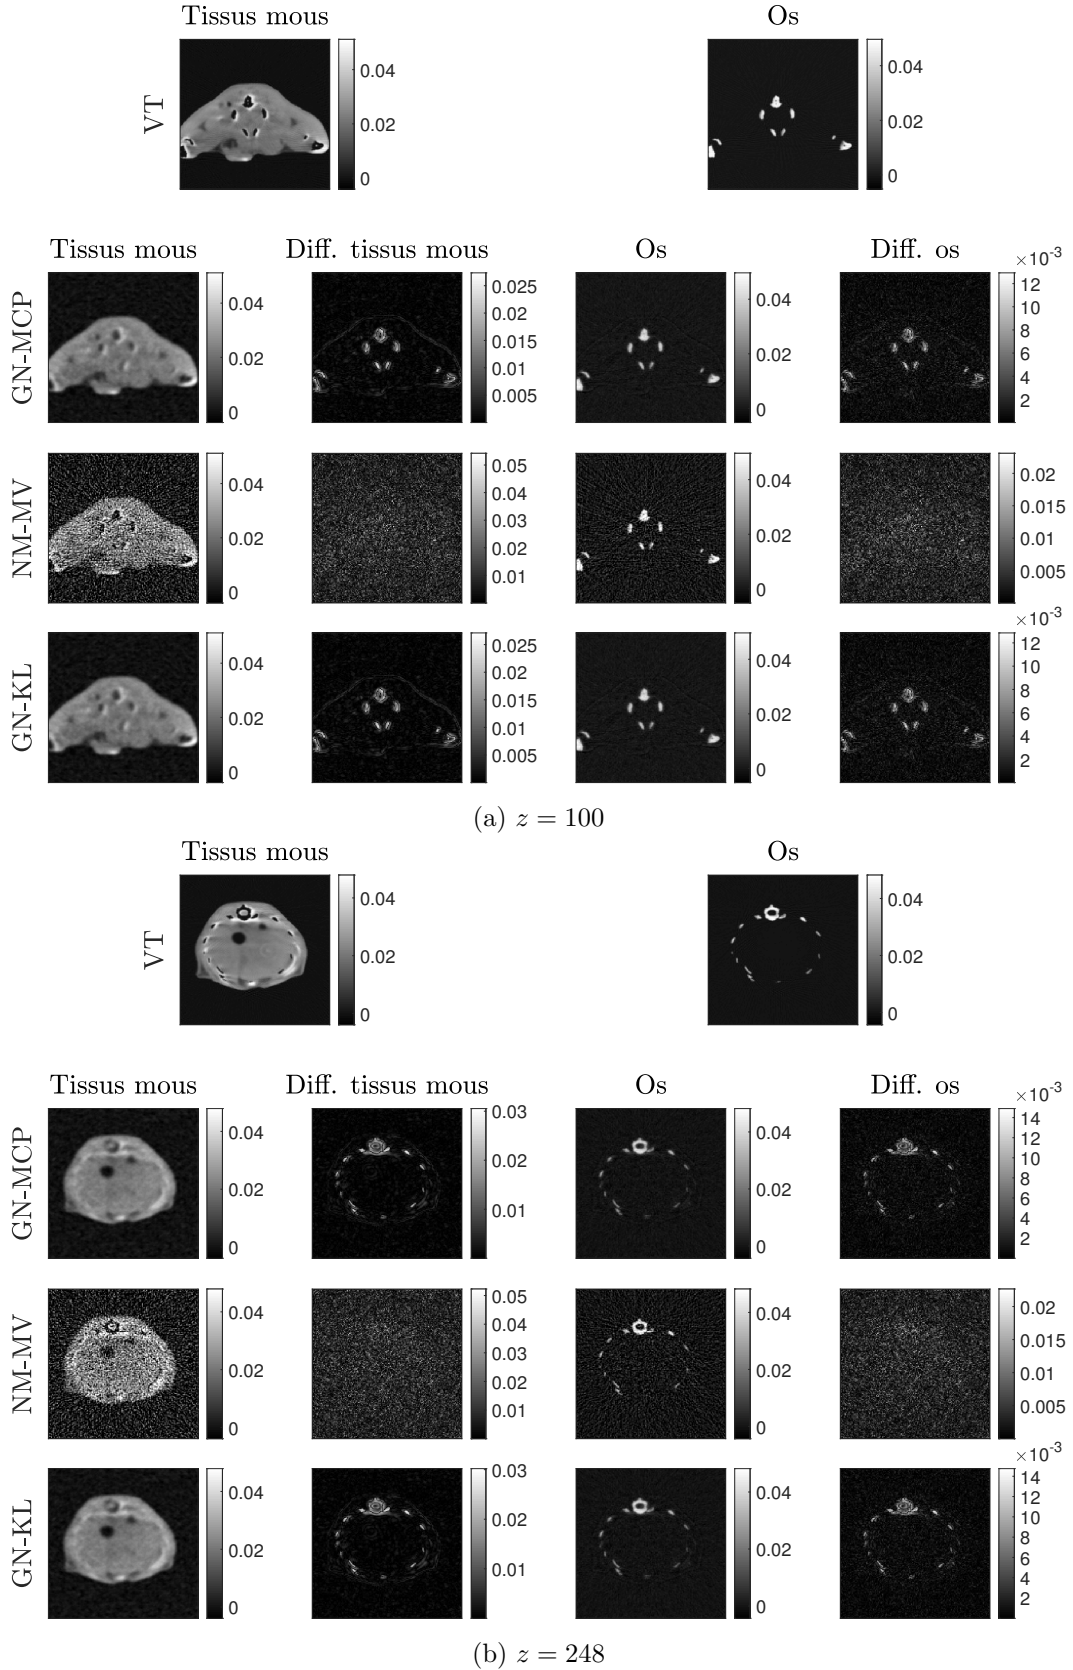 Tissus mous Os
VT
0.04 0.04
0.02 0.02
0 0
Tissus mous Diff. tissus mous Os Diff. os
GN-MCP
×10-3
0.04 0.025 0.04 12
0.02 0.02 0.02 10
0 0.015 0 8
0.01 6
0.005 4
2
NM-MV
0.04 0.05 0.04 0.02
0.02 0.04 0.02 0.015
0 0.03 0 0.01
0.02 0.005
0.01
GN-KL
×10-3
0.04 0.025 0.04 12
0.02 0.02 0.02 10
0 0.015 0 8
0.01 6
0.005 4
2
(a) z = 100
Tissus mous Os
VT
0.04 0.04
0.02 0.02
0 0
Tissus mous Diff. tissus mous Os Diff. os
GN-MCP
×10-3
0.04 0.03 0.04 14
0.02 0.02 0.02 12
0 0.01 0 10
8
6
4
2
NM-MV
0.04 0.05 0.04 0.02
0.02 0.04 0.02 0.015
0 0.03 0 0.01
0.02 0.005
0.01
GN-KL
×10-3
0.04 0.03 0.04 14
0.02 0.02 0.02 12
0 0.01 0 10
8
6
4
2
(b) z = 248